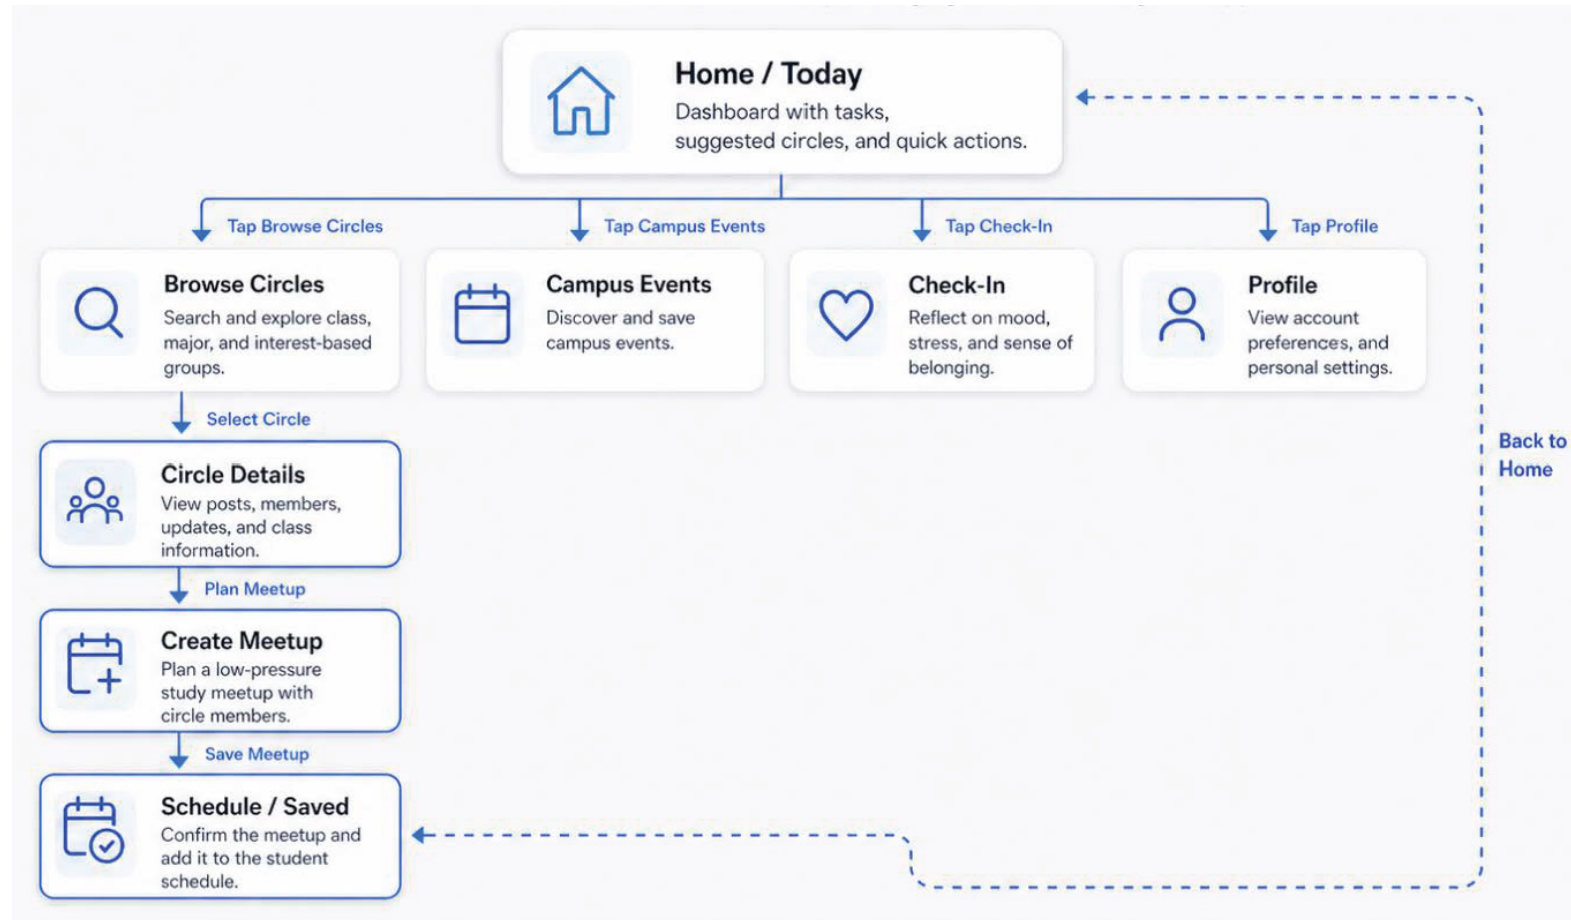 Home / Today
Dashboard with tasks,
suggested circles, and quick actions.
Tap Browse Circles
Tap Campus Events
Tap Check-In
Tap Profile
Browse Circles
Search and explore class,
major, and interest-based
groups.
Campus Events
Discover and save
campus events.
Check-In
Reflect on mood,
stress, and sense of
belonging.
Profile
View account
preferences, and
personal settings.
Select Circle
Circle Details
View posts, members,
updates, and class
information.
Back to
Home
Plan Meetup
Create Meetup
Plan a low-pressure
study meetup with
circle members.
Save Meetup
Schedule / Saved
Confirm the meetup and
add it to the student
schedule.